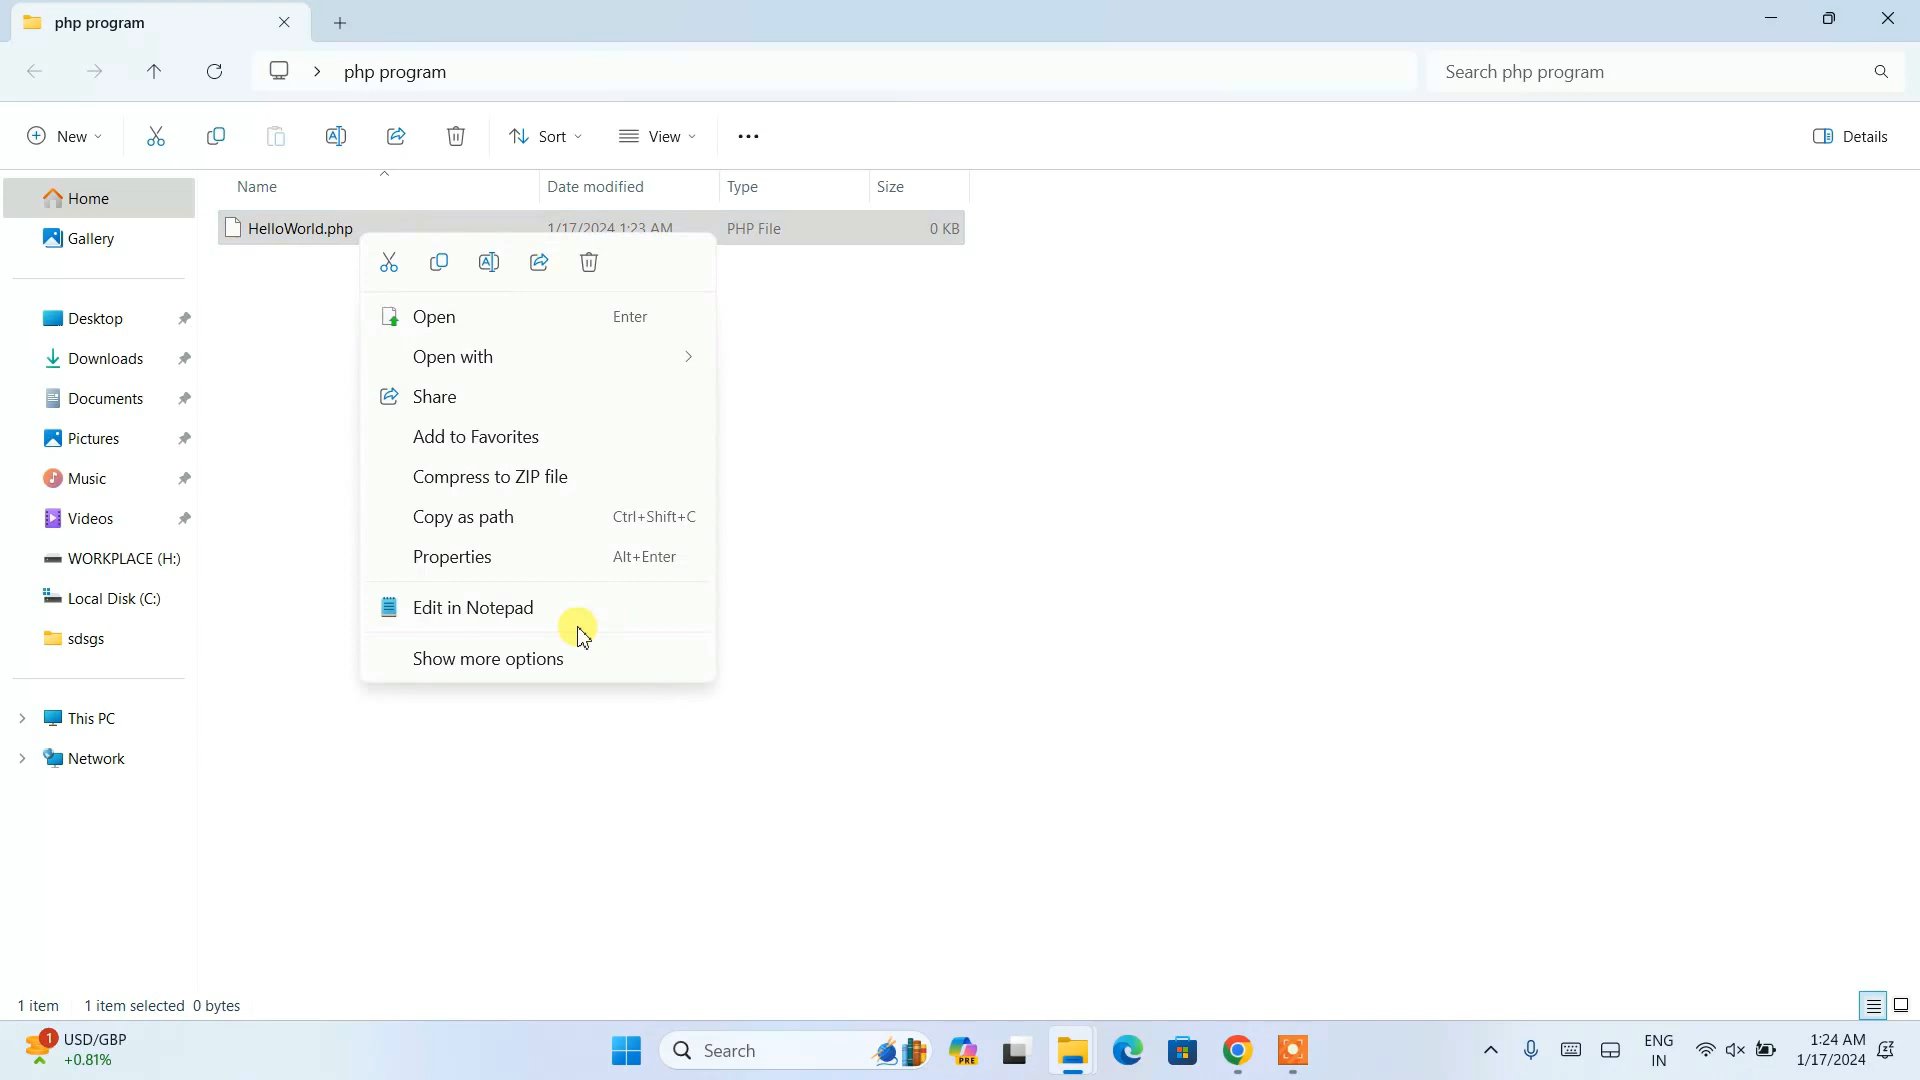 php program
php program
Search php program
New
Sort
View
Details
Name
Date modified
Type
Size
Home
HelloWorld.php
1/17/2024 1:23 AM
PHP File
0 KB
Gallery
Desktop
Downloads
Documents
Pictures
Music
Videos
WORKPLACE (H:)
Local Disk (C:)
sdsgs
This PC
Network
Open Enter
Open with
Share
Add to Favorites
Compress to ZIP file
Copy as path Ctrl+Shift+C
Properties Alt+Enter
Edit in Notepad
Show more options
1 item 1 item selected 0 bytes
1
USD/GBP
+0.81%
Search
PRE
ENG
IN
1:24 AM
1/17/2024